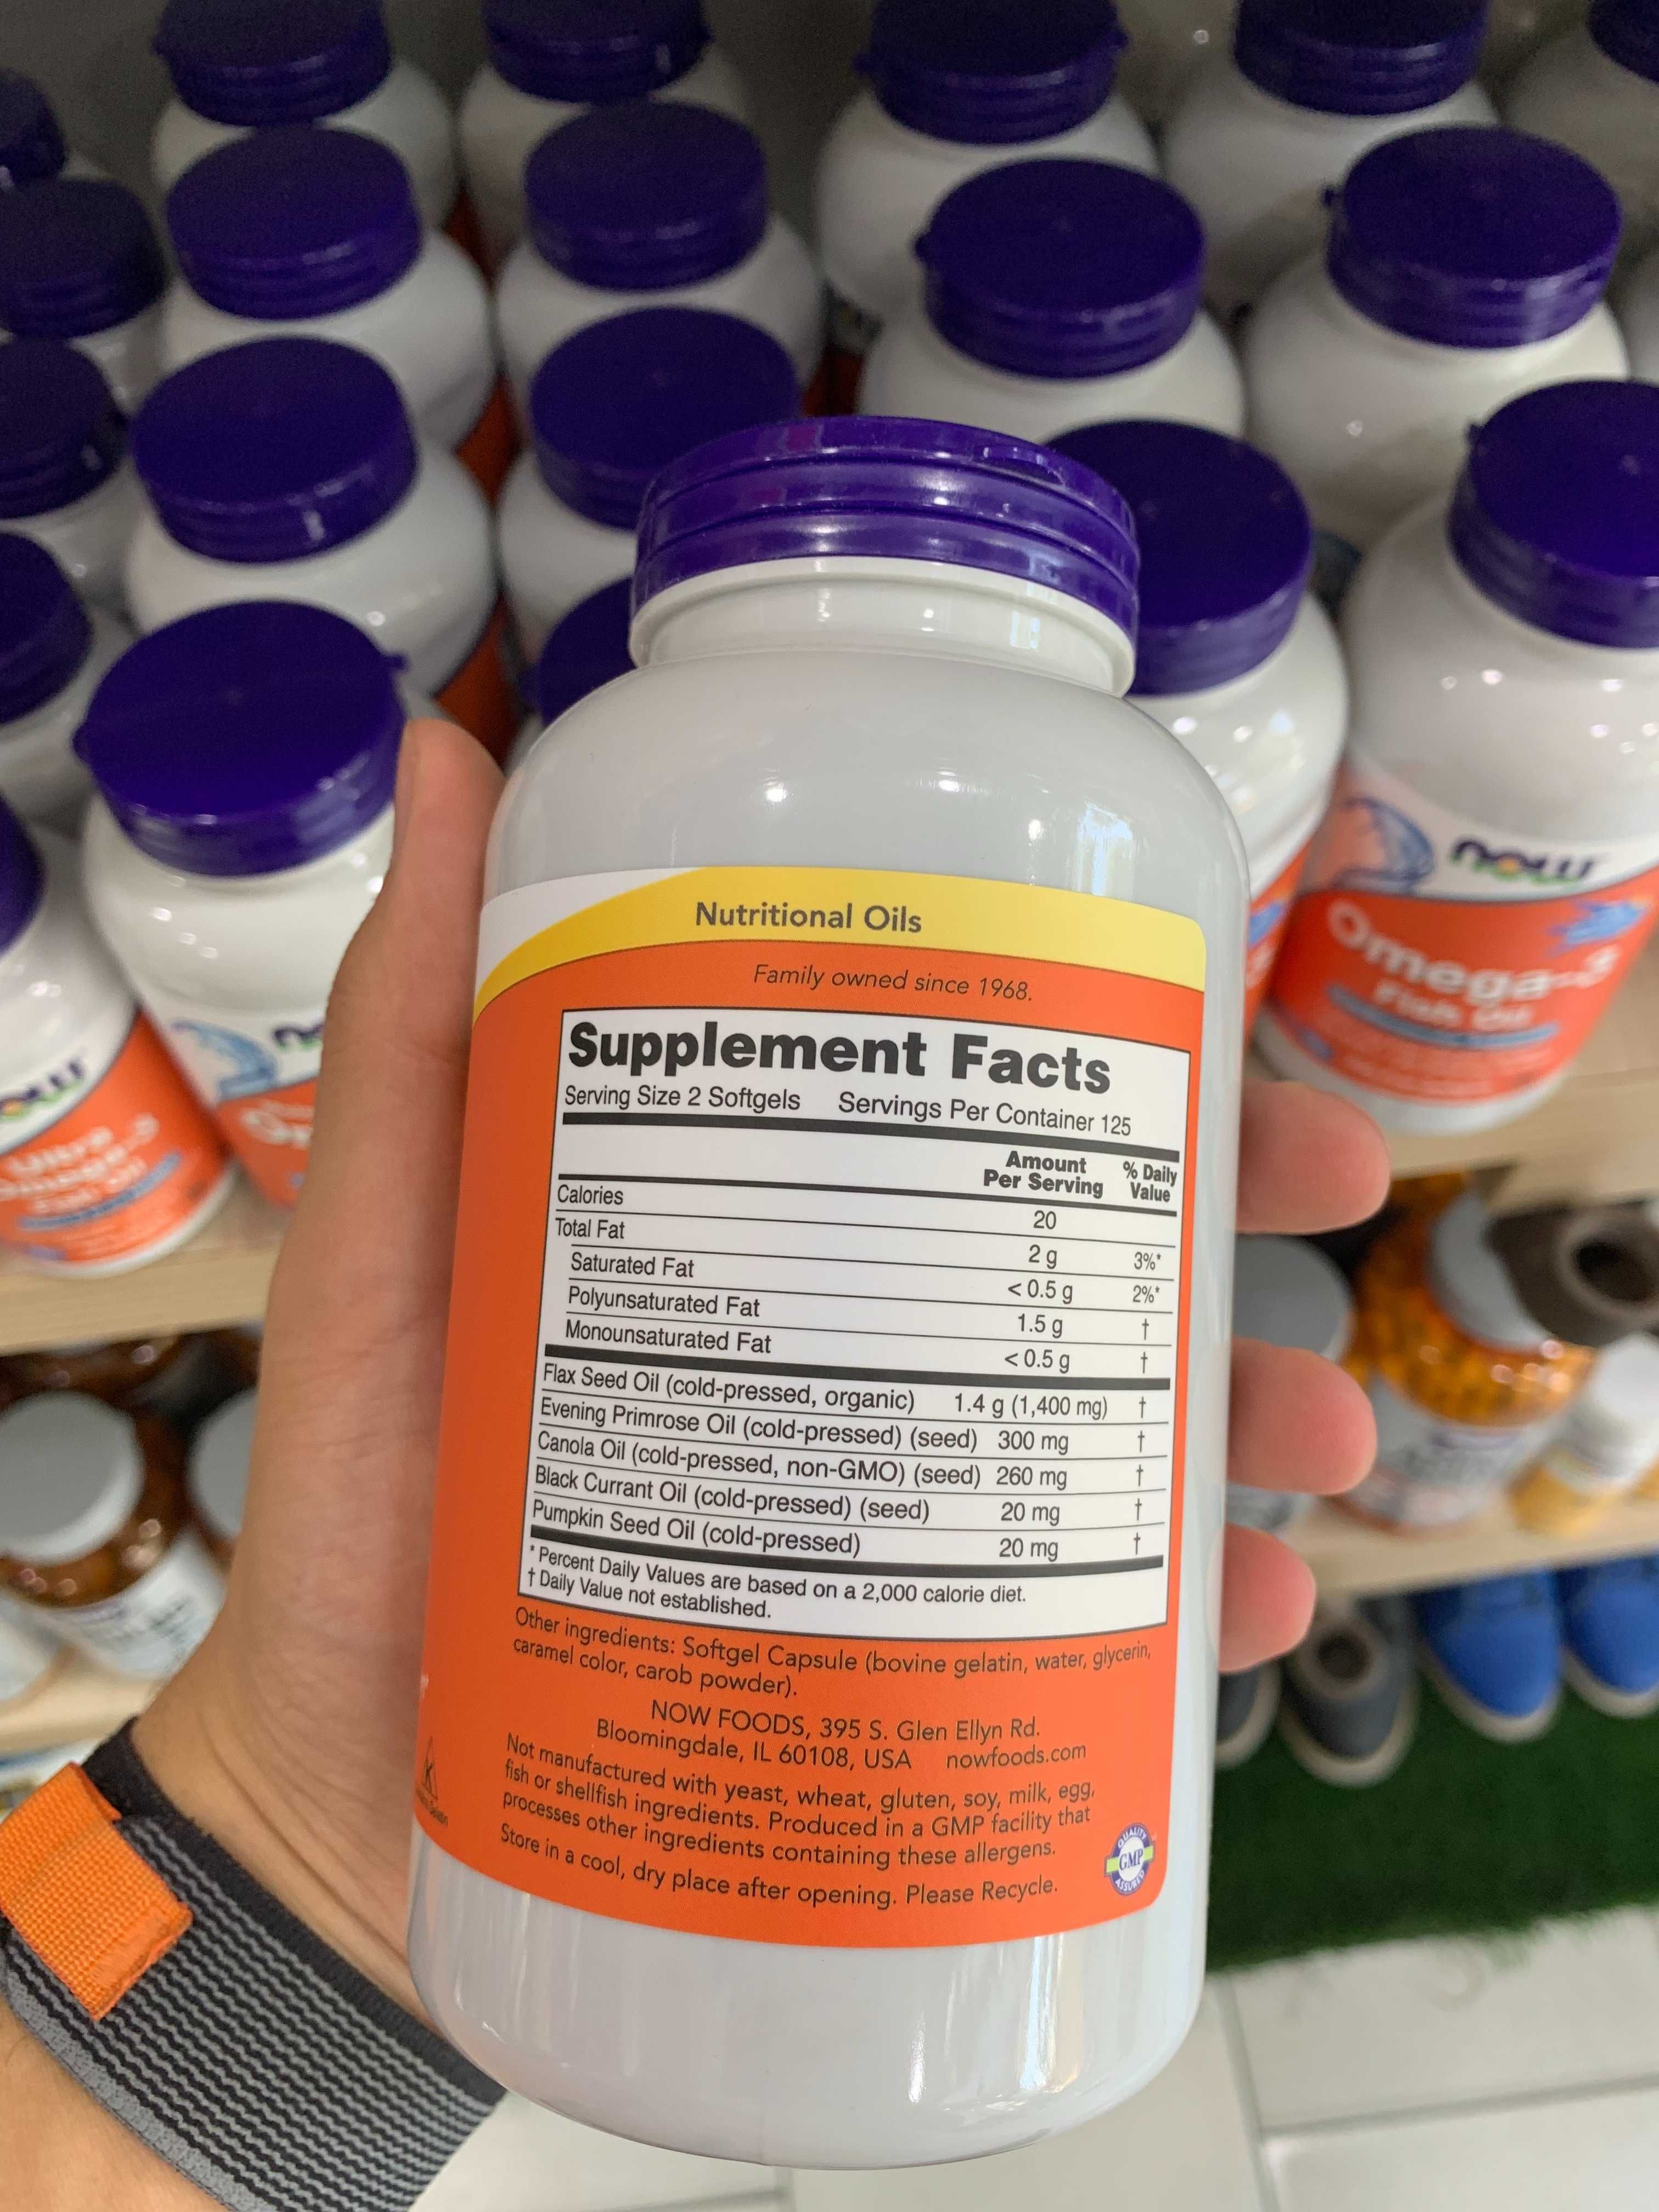 Nutritional Oils
Family owned since 1968.
Supplement Facts
Serving Size 2 Softgels Servings Per Container 125
Amount Per Serving % Daily Value
Calories 20
Total Fat 2 g 3%*
Saturated Fat < 0.5 g 2%*
Polyunsaturated Fat 1.5 g †
Monounsaturated Fat < 0.5 g †
Flax Seed Oil (cold-pressed, organic) 1.4 g (1,400 mg) †
Evening Primrose Oil (cold-pressed) (seed) 300 mg †
Canola Oil (cold-pressed, non-GMO) (seed) 260 mg †
Black Currant Oil (cold-pressed) (seed) 20 mg †
Pumpkin Seed Oil (cold-pressed) 20 mg †
* Percent Daily Values are based on a 2,000 calorie diet.
† Daily Value not established.
Other ingredients: Softgel Capsule (bovine gelatin, water, glycerin,
caramel color, carob powder).
NOW FOODS, 395 S. Glen Ellyn Rd.
Bloomingdale, IL 60108, USA nowfoods.com
Not manufactured with yeast, wheat, gluten, soy, milk, egg,
fish or shellfish ingredients. Produced in a GMP facility that
processes other ingredients containing these allergens.
Store in a cool, dry place after opening. Please Recycle.
QUALITY
GMP
ASSURED
K
now
Omega-3
Fish Oil
now
Ultra
Omega-3
Fish Oil